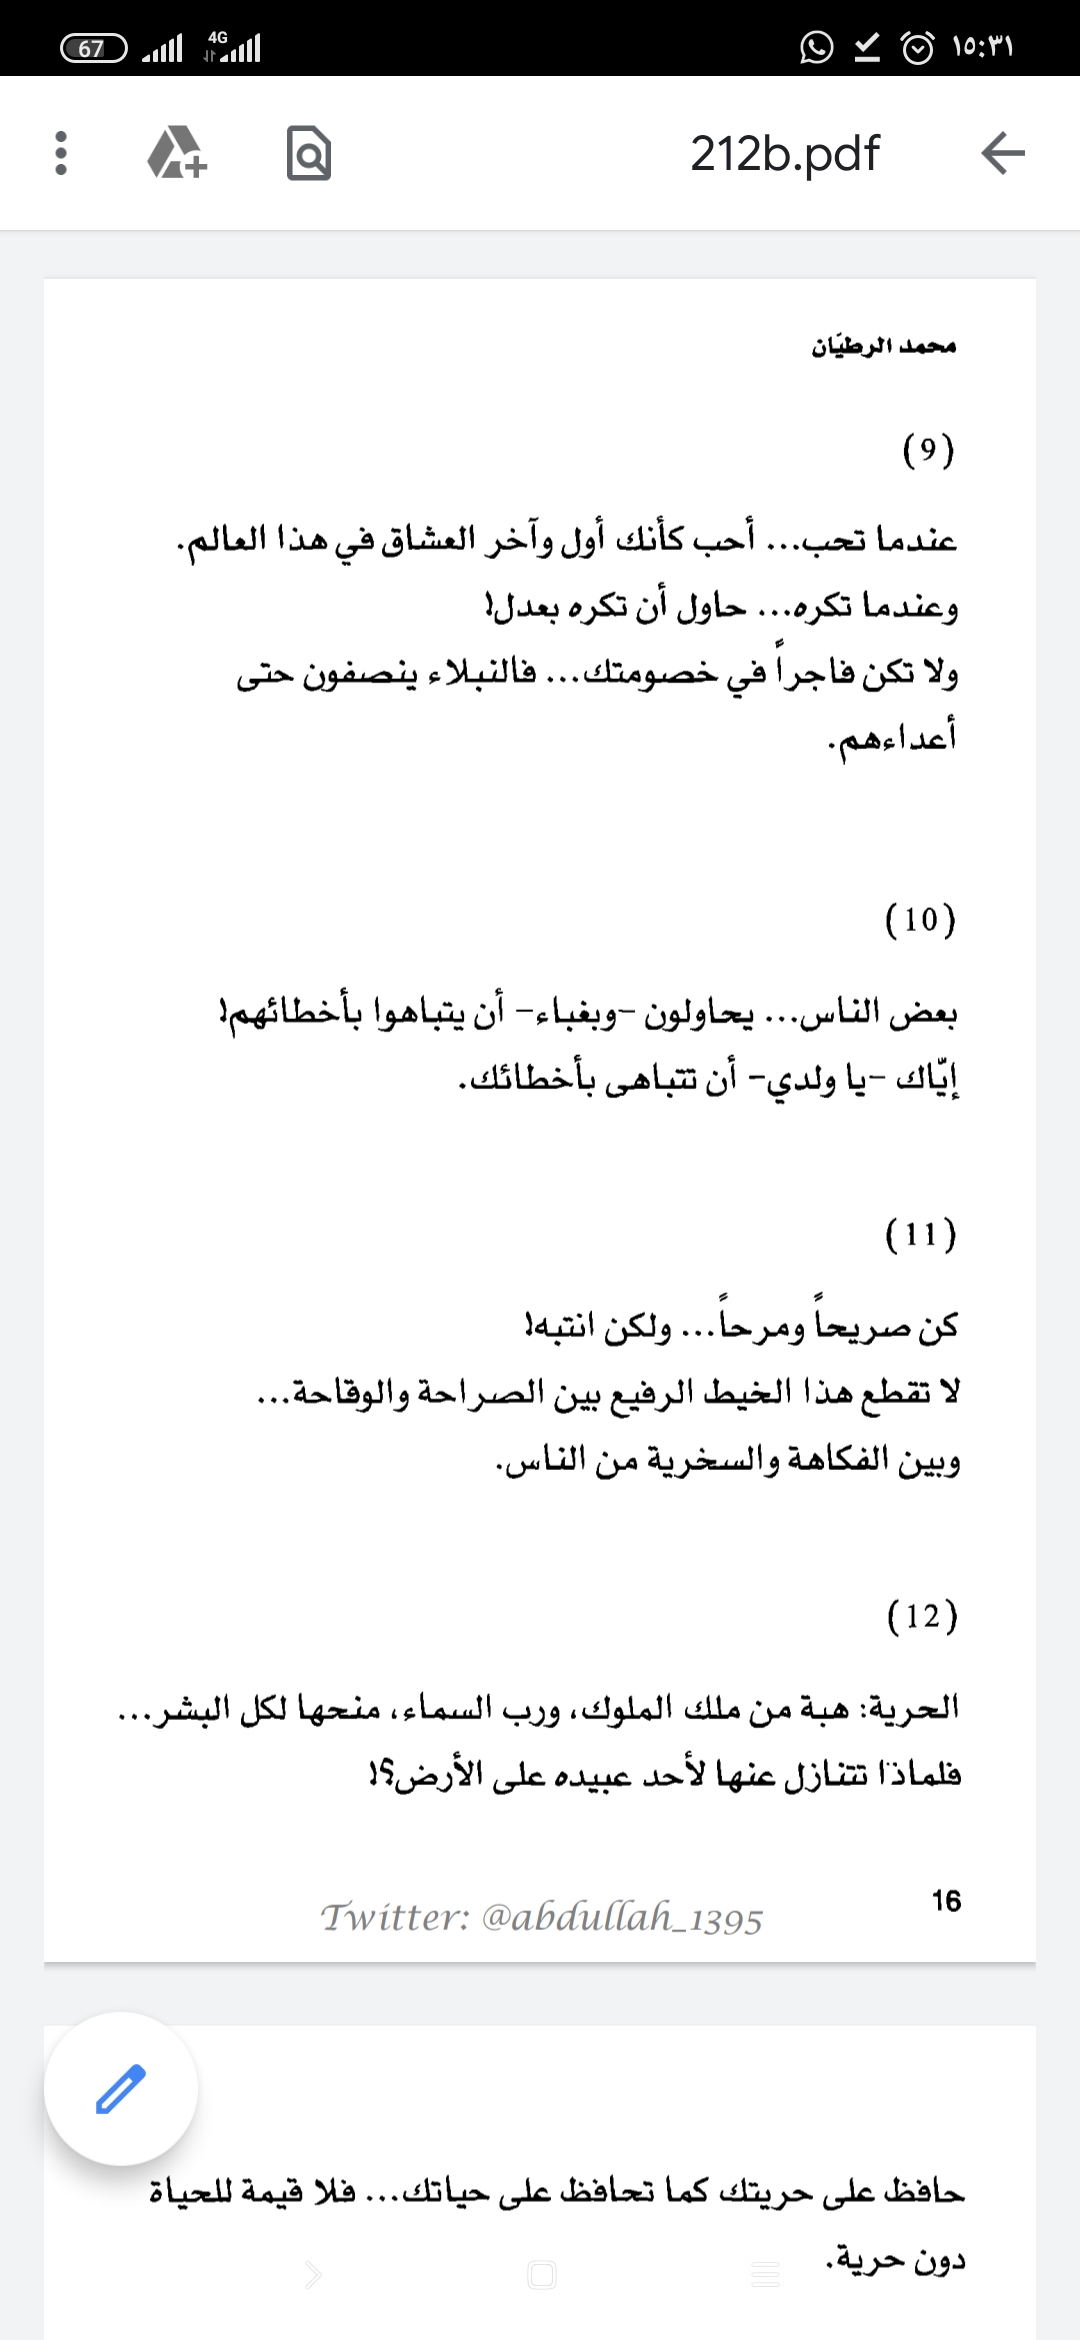 67 4G ١٥:٣١
212b.pdf
محمد الرطيّان
(9)
عندما تحب... أحب كأنك أول وآخر العشاق في هذا العالم.
وعندما تكره... حاول أن تكره بعدل!
ولا تكن فاجراً في خصومتك... فالنبلاء ينصفون حتى
أعداءهم.
(10)
بعض الناس... يحاولون -وبغباء- أن يتباهوا بأخطائهم!
إيّاك -يا ولدي- أن تتباهى بأخطائك.
(11)
كن صريحاً ومرحاً... ولكن انتبه!
لا تقطع هذا الخيط الرفيع بين الصراحة والوقاحة...
وبين الفكاهة والسخرية من الناس.
(12)
الحرية: هبة من ملك الملوك، ورب السماء، منحها لكل البشر...
فلماذا تتنازل عنها لأحد عبيده على الأرض؟!
16
Twitter: @abdullah_1395
حافظ على حريتك كما تحافظ على حياتك... فلا قيمة للحياة
دون حرية.